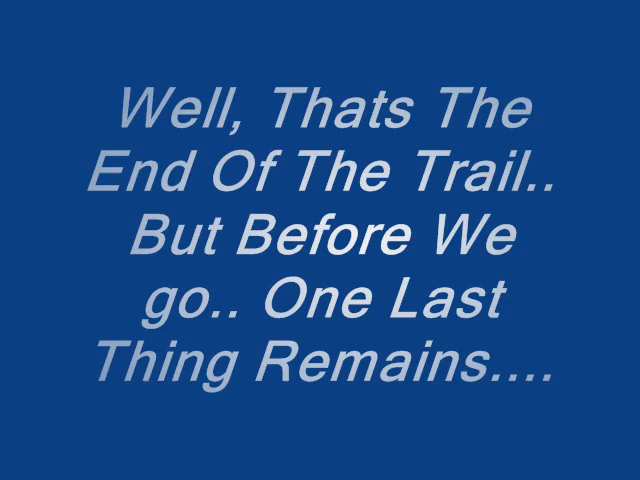 Well, Thats The
End Of The Trail..
But Before We
go.. One Last
Thing Remains....